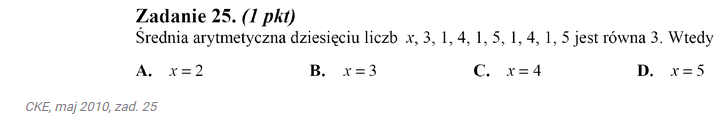 Zadanie 25. (1 pkt)
Średnia arytmetyczna dziesięciu liczb x, 3, 1, 4, 1, 5, 1, 4, 1, 5 jest równa 3. Wtedy
A. x = 2 B. x = 3 C. x = 4 D. x = 5
CKE, maj 2010, zad. 25